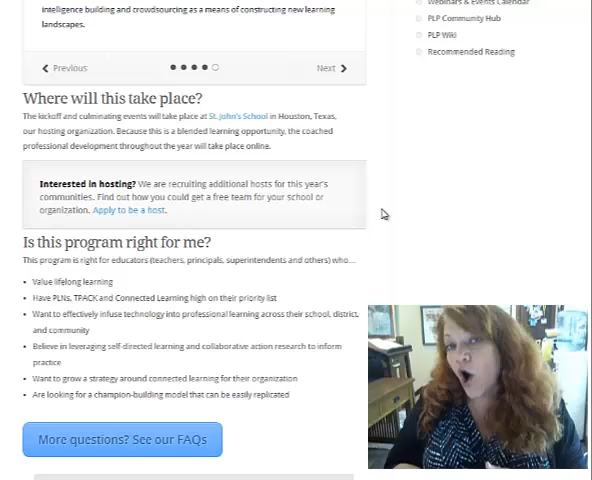 intelligence building and crowdsourcing as a means of constructing new learning
landscapes.
Webinars & Events Calendar
PLP Community Hub
PLP Wiki
Recommended Reading
Previous
Next
Where will this take place?
The kickoff and culminating events will take place at St. John's School in Houston, Texas,
our hosting organization. Because this is a blended learning opportunity, the coached
professional development throughout the year will take place online.
Interested in hosting? We are recruiting additional hosts for this year's
communities. Find out how you could get a free team for your school or
organization. Apply to be a host.
Is this program right for me?
This program is right for educators (teachers, principals, superintendents and others) who...
Value lifelong learning
Have PLNs, TPACK and Connected Learning high on their priority list
Want to effectively infuse technology into professional learning across their school, district,
and community
Believe in leveraging self-directed learning and collaborative action research to inform
practice
Want to grow a strategy around connected learning for their organization
Are looking for a champion-building model that can be easily replicated
More questions? See our FAQs